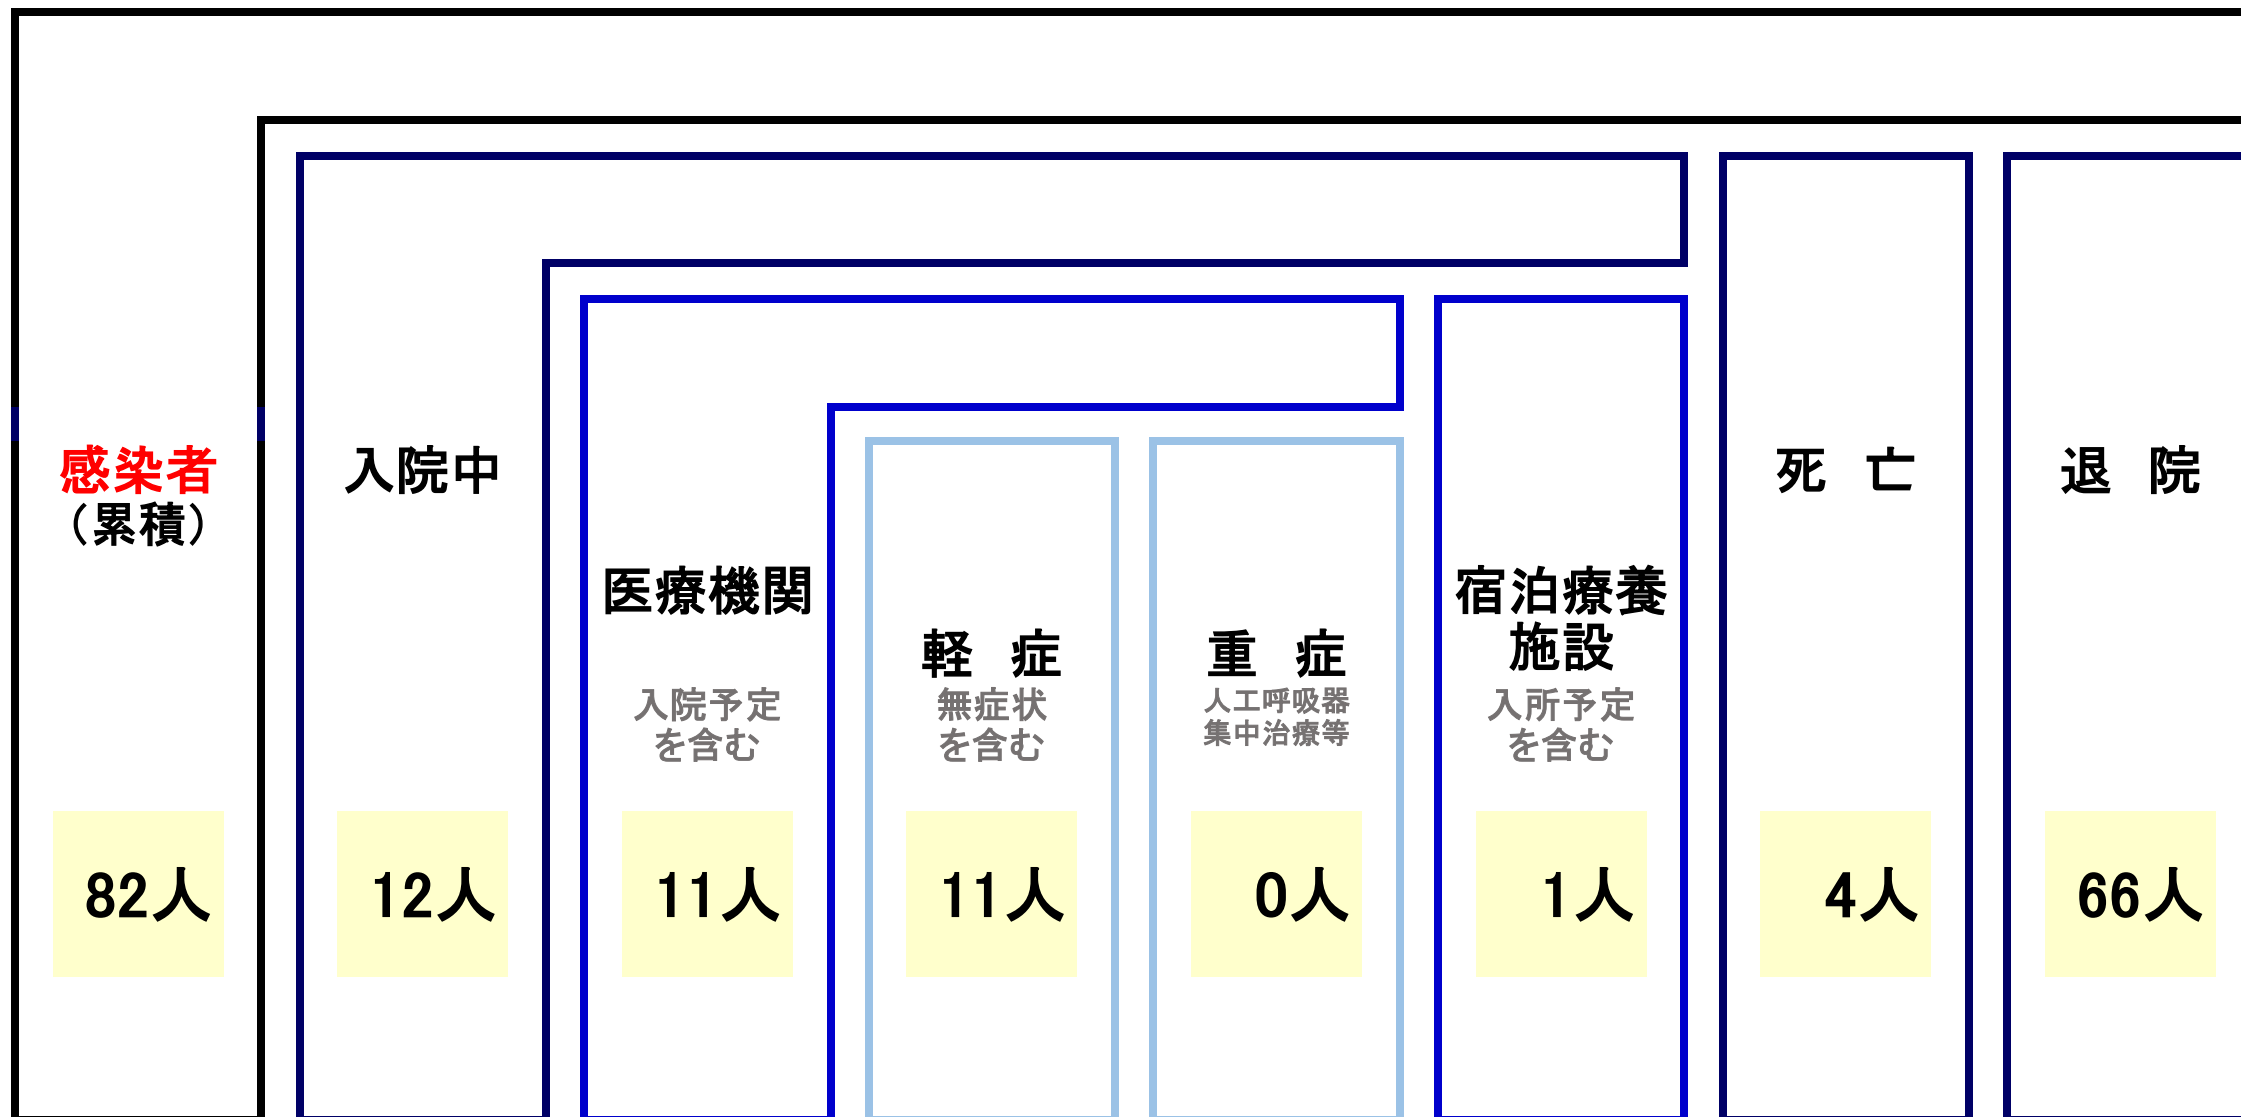 感染者
（累積）
82人
入院中
12人
医療機関
入院予定
を含む
11人
軽　症
無症状
を含む
11人
重　症
人工呼吸器
集中治療等
0人
宿泊療養
施設
入所予定
を含む
1人
死　亡
4人
退　院
66人